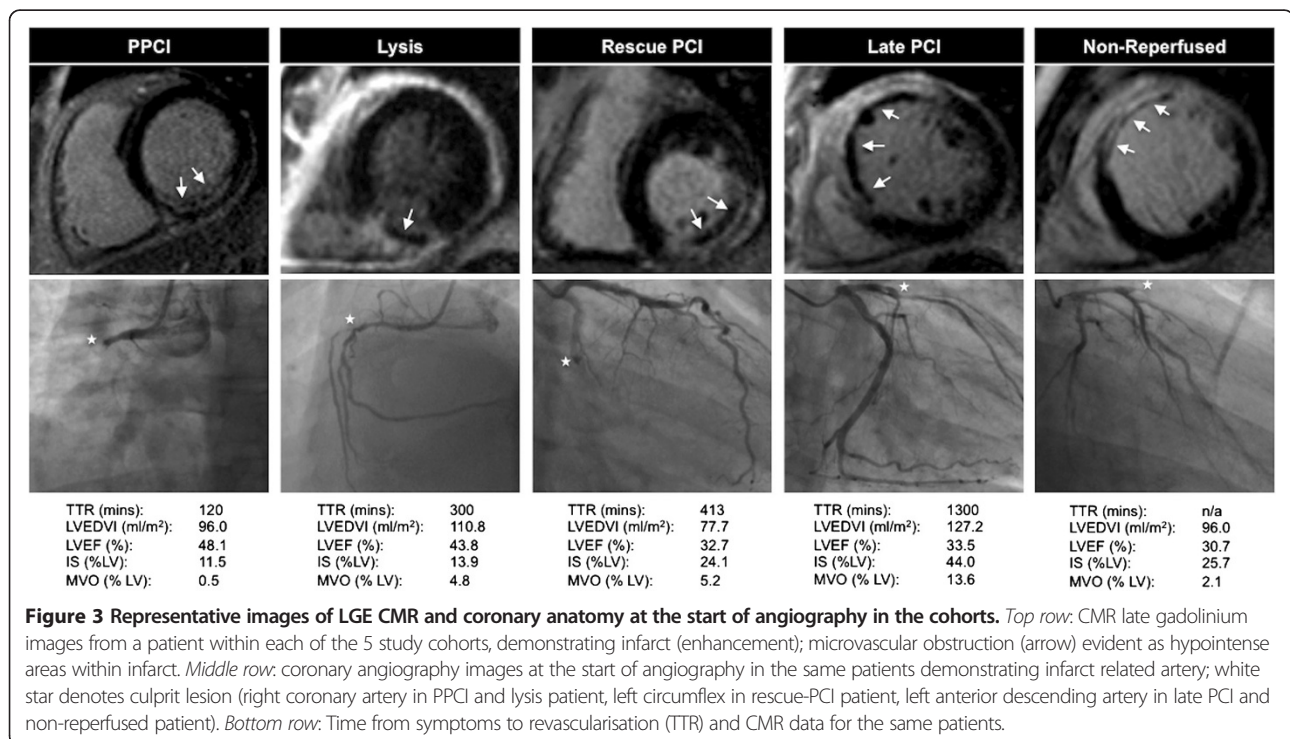 PPCI
Lysis
Rescue PCI
Late PCI
Non-Reperfused
TTR (mins): 120
LVEDVI (ml/m²): 96.0
LVEF (%): 48.1
IS (%LV): 11.5
MVO (% LV): 0.5
TTR (mins): 300
LVEDVI (ml/m²): 110.8
LVEF (%): 43.8
IS (%LV): 13.9
MVO (% LV): 4.8
TTR (mins): 413
LVEDVI (ml/m²): 77.7
LVEF (%): 32.7
IS (%LV): 24.1
MVO (% LV): 5.2
TTR (mins): 1300
LVEDVI (ml/m²): 127.2
LVEF (%): 33.5
IS (%LV): 44.0
MVO (% LV): 13.6
TTR (mins): n/a
LVEDVI (ml/m²): 96.0
LVEF (%): 30.7
IS (%LV): 25.7
MVO (% LV): 2.1
Figure 3 Representative images of LGE CMR and coronary anatomy at the start of angiography in the cohorts. Top row: CMR late gadolinium
images from a patient within each of the 5 study cohorts, demonstrating infarct (enhancement); microvascular obstruction (arrow) evident as hypointense
areas within infarct. Middle row: coronary angiography images at the start of angiography in the same patients demonstrating infarct related artery; white
star denotes culprit lesion (right coronary artery in PPCI and lysis patient, left circumflex in rescue-PCI patient, left anterior descending artery in late PCI and
non-reperfused patient). Bottom row: Time from symptoms to revascularisation (TTR) and CMR data for the same patients.